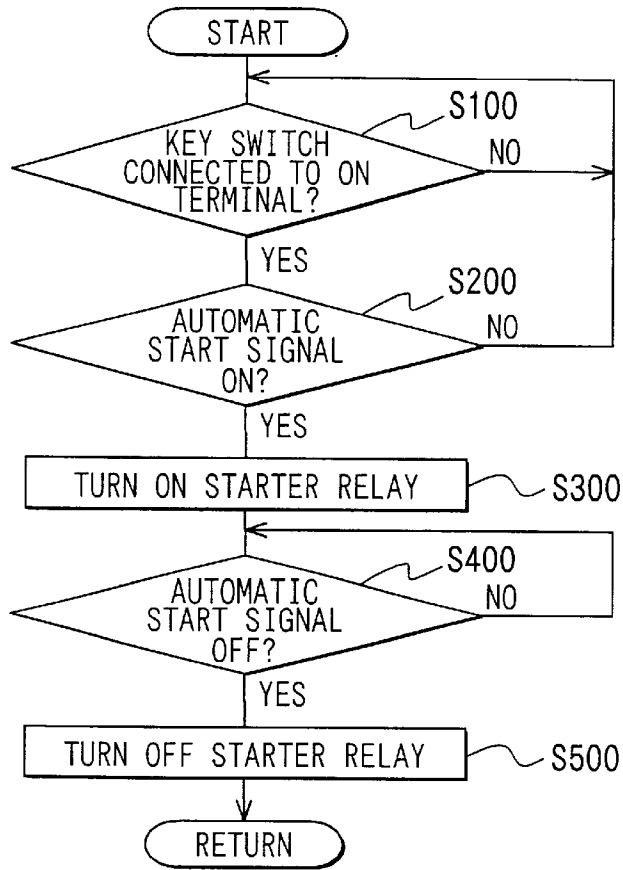 START
S100
KEY SWITCH
CONNECTED TO ON
TERMINAL?
NO
YES
S200
AUTOMATIC
START SIGNAL
ON?
NO
YES
TURN ON STARTER RELAY
S300
S400
AUTOMATIC
START SIGNAL
OFF?
NO
YES
TURN OFF STARTER RELAY
S500
RETURN